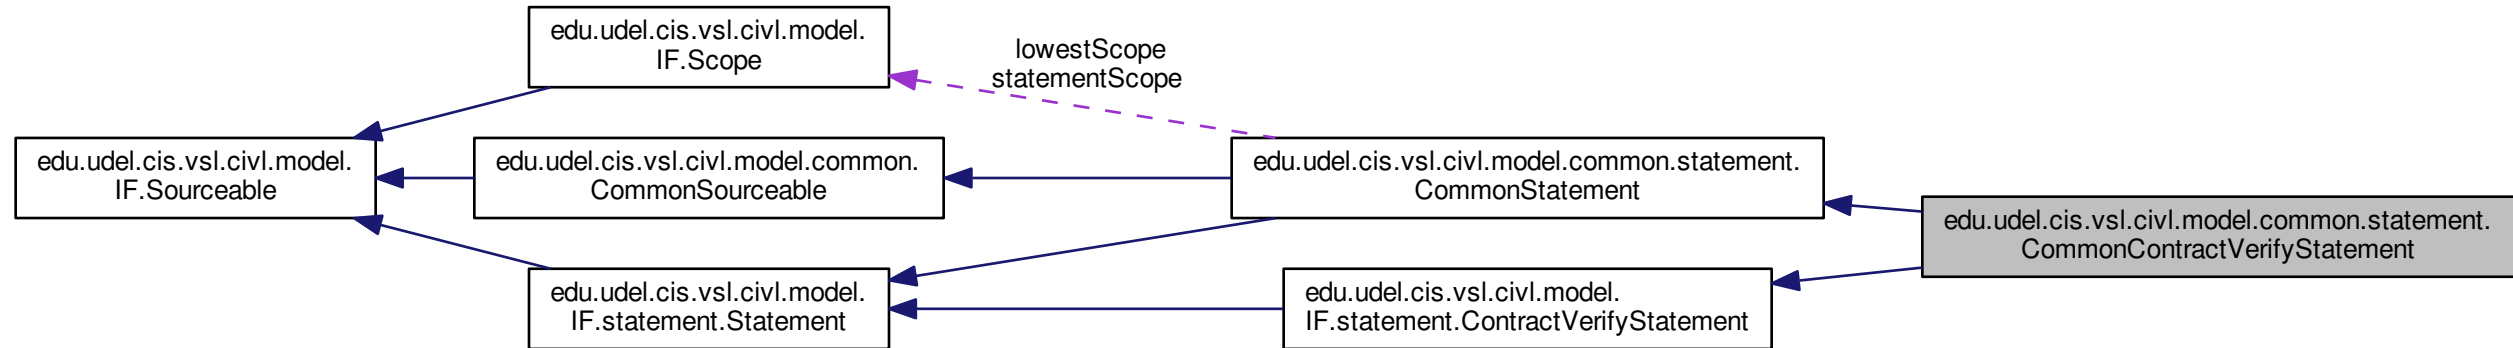 edu.udel.cis.vsl.civl.model.
IF.Scope
lowestScope
statementScope
edu.udel.cis.vsl.civl.model.
IF.Sourceable
edu.udel.cis.vsl.civl.model.common.
CommonSourceable
edu.udel.cis.vsl.civl.model.common.statement.
CommonStatement
edu.udel.cis.vsl.civl.model.common.statement.
CommonContractVerifyStatement
edu.udel.cis.vsl.civl.model.
IF.statement.Statement
edu.udel.cis.vsl.civl.model.
IF.statement.ContractVerifyStatement